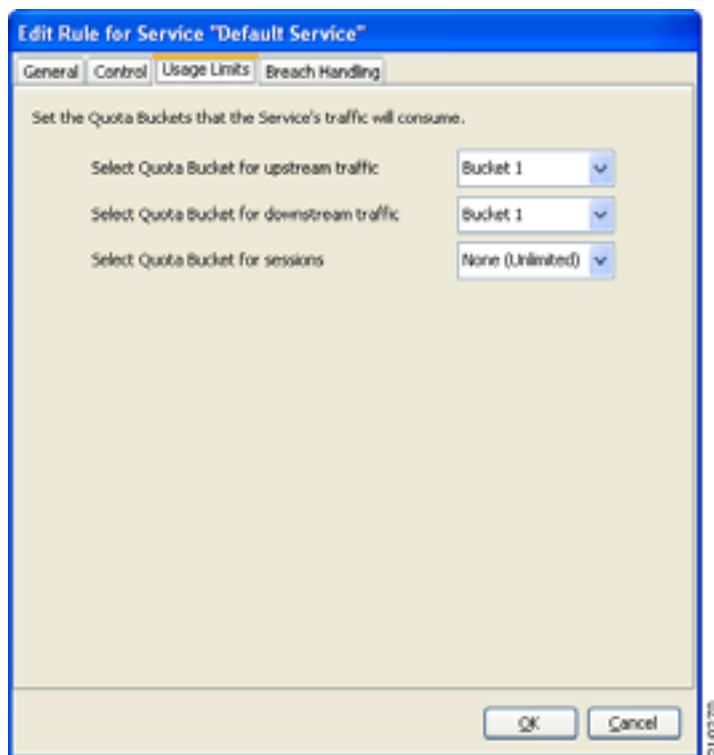 Edit Rule for Service "Default Service"
General Control Usage Limits Breach Handling
Set the Quota Buckets that the Service's traffic will consume.
Select Quota Bucket for upstream traffic Bucket 1
Select Quota Bucket for downstream traffic Bucket 1
Select Quota Bucket for sessions None (Unlimited)
OK Cancel